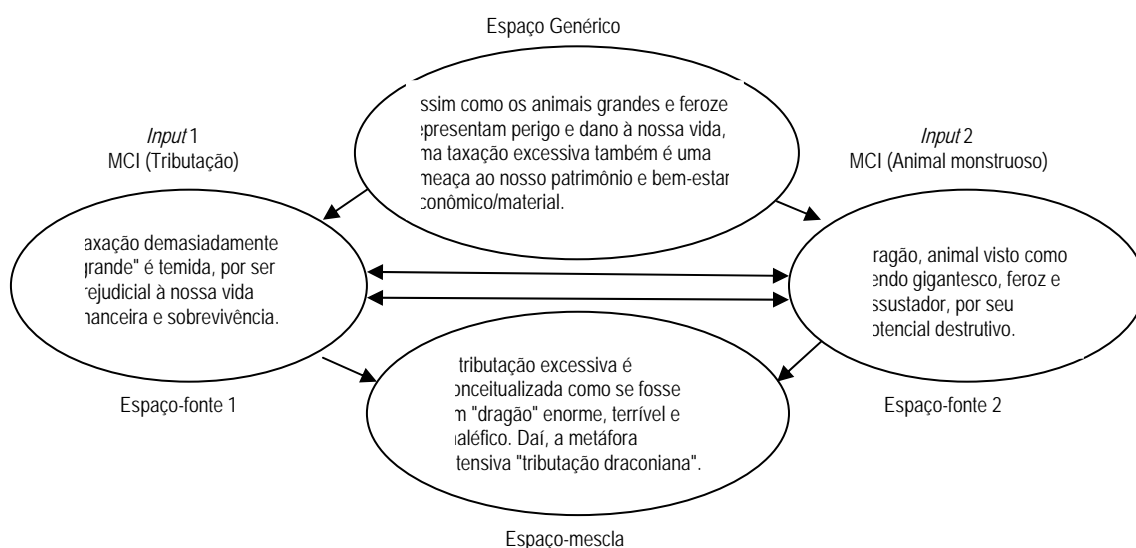 Espaço Genérico
ssim como os animais grandes e feroze
epresentam perigo e dano à nossa vida,
ma taxação excessiva também é uma
meaça ao nosso patrimônio e bem-estar
conômico/material.
Input 1
MCI (Tributação)
Input 2
MCI (Animal monstruoso)
axação demasiadamente
rande" é temida, por ser
rejudicial à nossa vida
nanceira e sobrevivência.
ragão, animal visto como
endo gigantesco, feroz e
ssustador, por seu
otencial destrutivo.
Espaço-fonte 1
Espaço-fonte 2
tributação excessiva é
onceitualizada como se fosse
m "dragão" enorme, terrível e
aléfico. Daí, a metáfora
tensiva "tributação draconiana".
Espaço-mescla